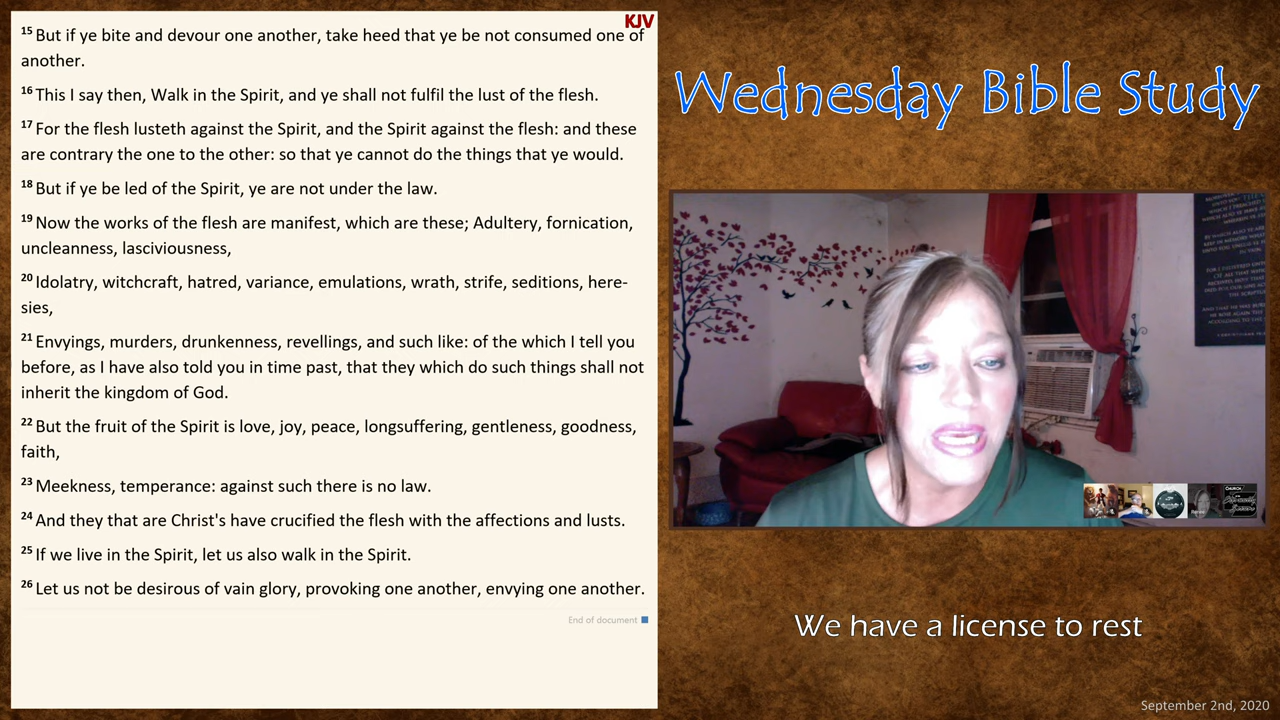 KJV
15 But if ye bite and devour one another, take heed that ye be not consumed one of
another.
16 This I say then, Walk in the Spirit, and ye shall not fulfil the lust of the flesh.
17 For the flesh lusteth against the Spirit, and the Spirit against the flesh: and these
are contrary the one to the other: so that ye cannot do the things that ye would.
18 But if ye be led of the Spirit, ye are not under the law.
19 Now the works of the flesh are manifest, which are these; Adultery, fornication,
uncleanness, lasciviousness,
20 Idolatry, witchcraft, hatred, variance, emulations, wrath, strife, seditions, here-
sies,
21 Envyings, murders, drunkenness, revellings, and such like: of the which I tell you
before, as I have also told you in time past, that they which do such things shall not
inherit the kingdom of God.
22 But the fruit of the Spirit is love, joy, peace, longsuffering, gentleness, goodness,
faith,
23 Meekness, temperance: against such there is no law.
24 And they that are Christ's have crucified the flesh with the affections and lusts.
25 If we live in the Spirit, let us also walk in the Spirit.
26 Let us not be desirous of vain glory, provoking one another, envying one another.
End of document
Wednesday Bible Study
CHURCH
We have a license to rest
September 2nd, 2020